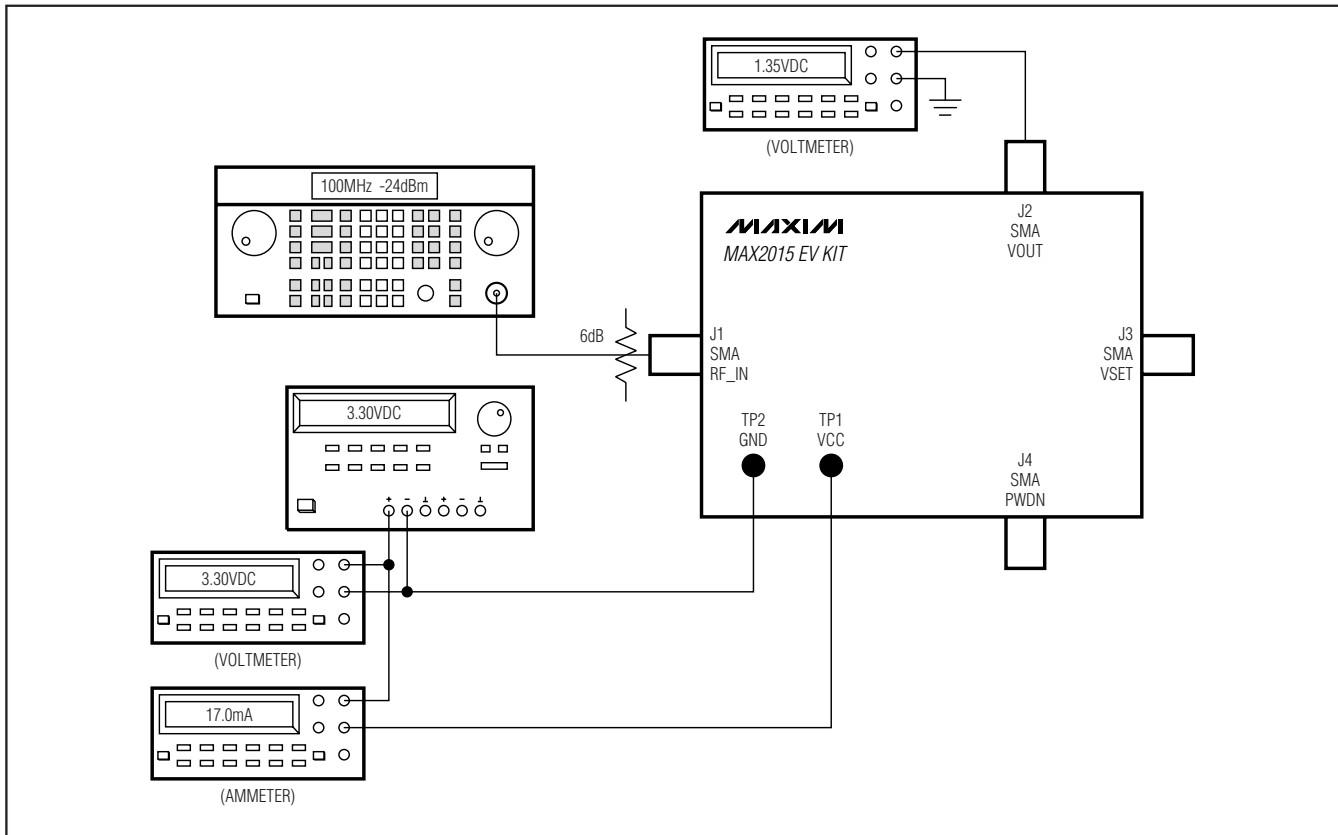 1.35VDC
(VOLTMETER)
100MHz -24dBm
MAXIM
MAX2015 EV KIT
J2
SMA
VOUT
6dB
J1
SMA
RF_IN
J3
SMA
VSET
3.30VDC
+ − ⊥ + − ⊥
TP2
GND
TP1
VCC
J4
SMA
PWDN
3.30VDC
(VOLTMETER)
17.0mA
(AMMETER)